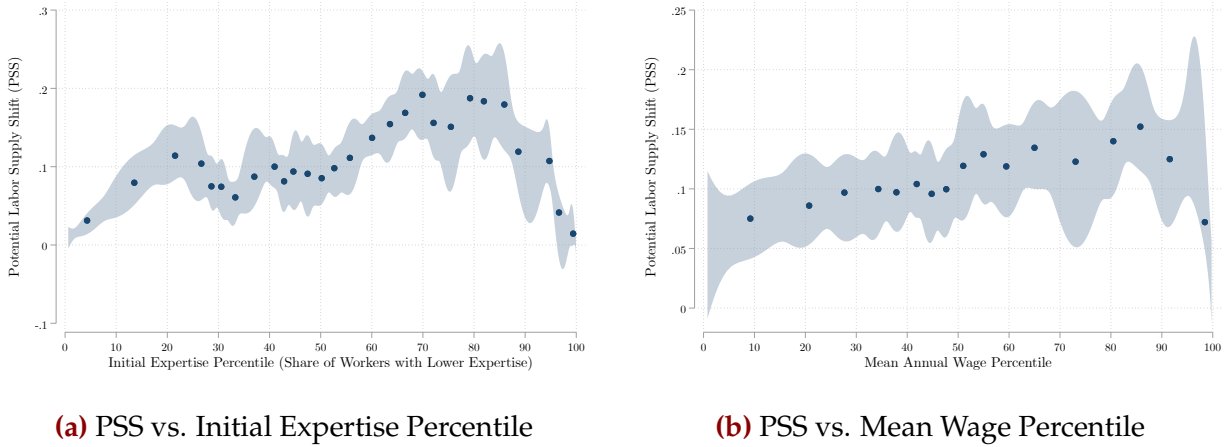 Potential Labor Supply Shift (PSS)
.3
.2
.1
0
-.1
0 10 20 30 40 50 60 70 80 90 100
Initial Expertise Percentile (Share of Workers with Lower Expertise)
(a) PSS vs. Initial Expertise Percentile
Potential Labor Supply Shift (PSS)
.25
.2
.15
.1
.05
0
0 10 20 30 40 50 60 70 80 90 100
Mean Annual Wage Percentile
(b) PSS vs. Mean Wage Percentile